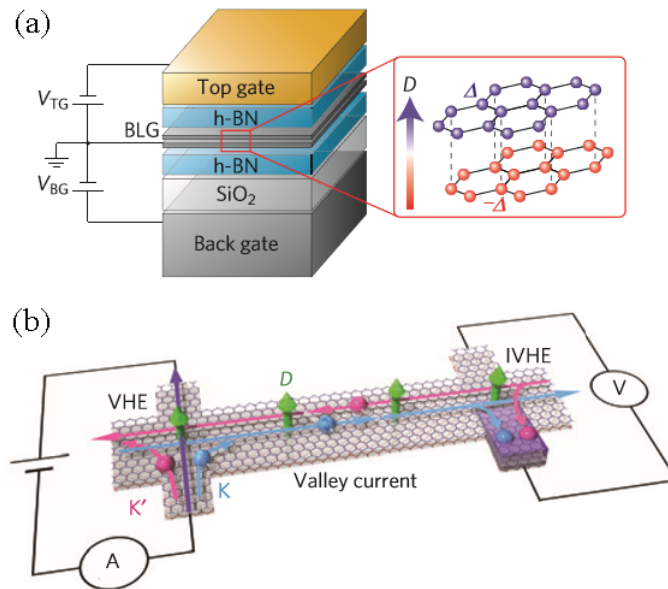 (a)
Top gate
V_TG
h-BN
BLG
h-BN
V_BG
SiO₂
Back gate
D
Δ
−Δ
(b)
VHE
D
IVHE
V
Valley current
K′
K
A